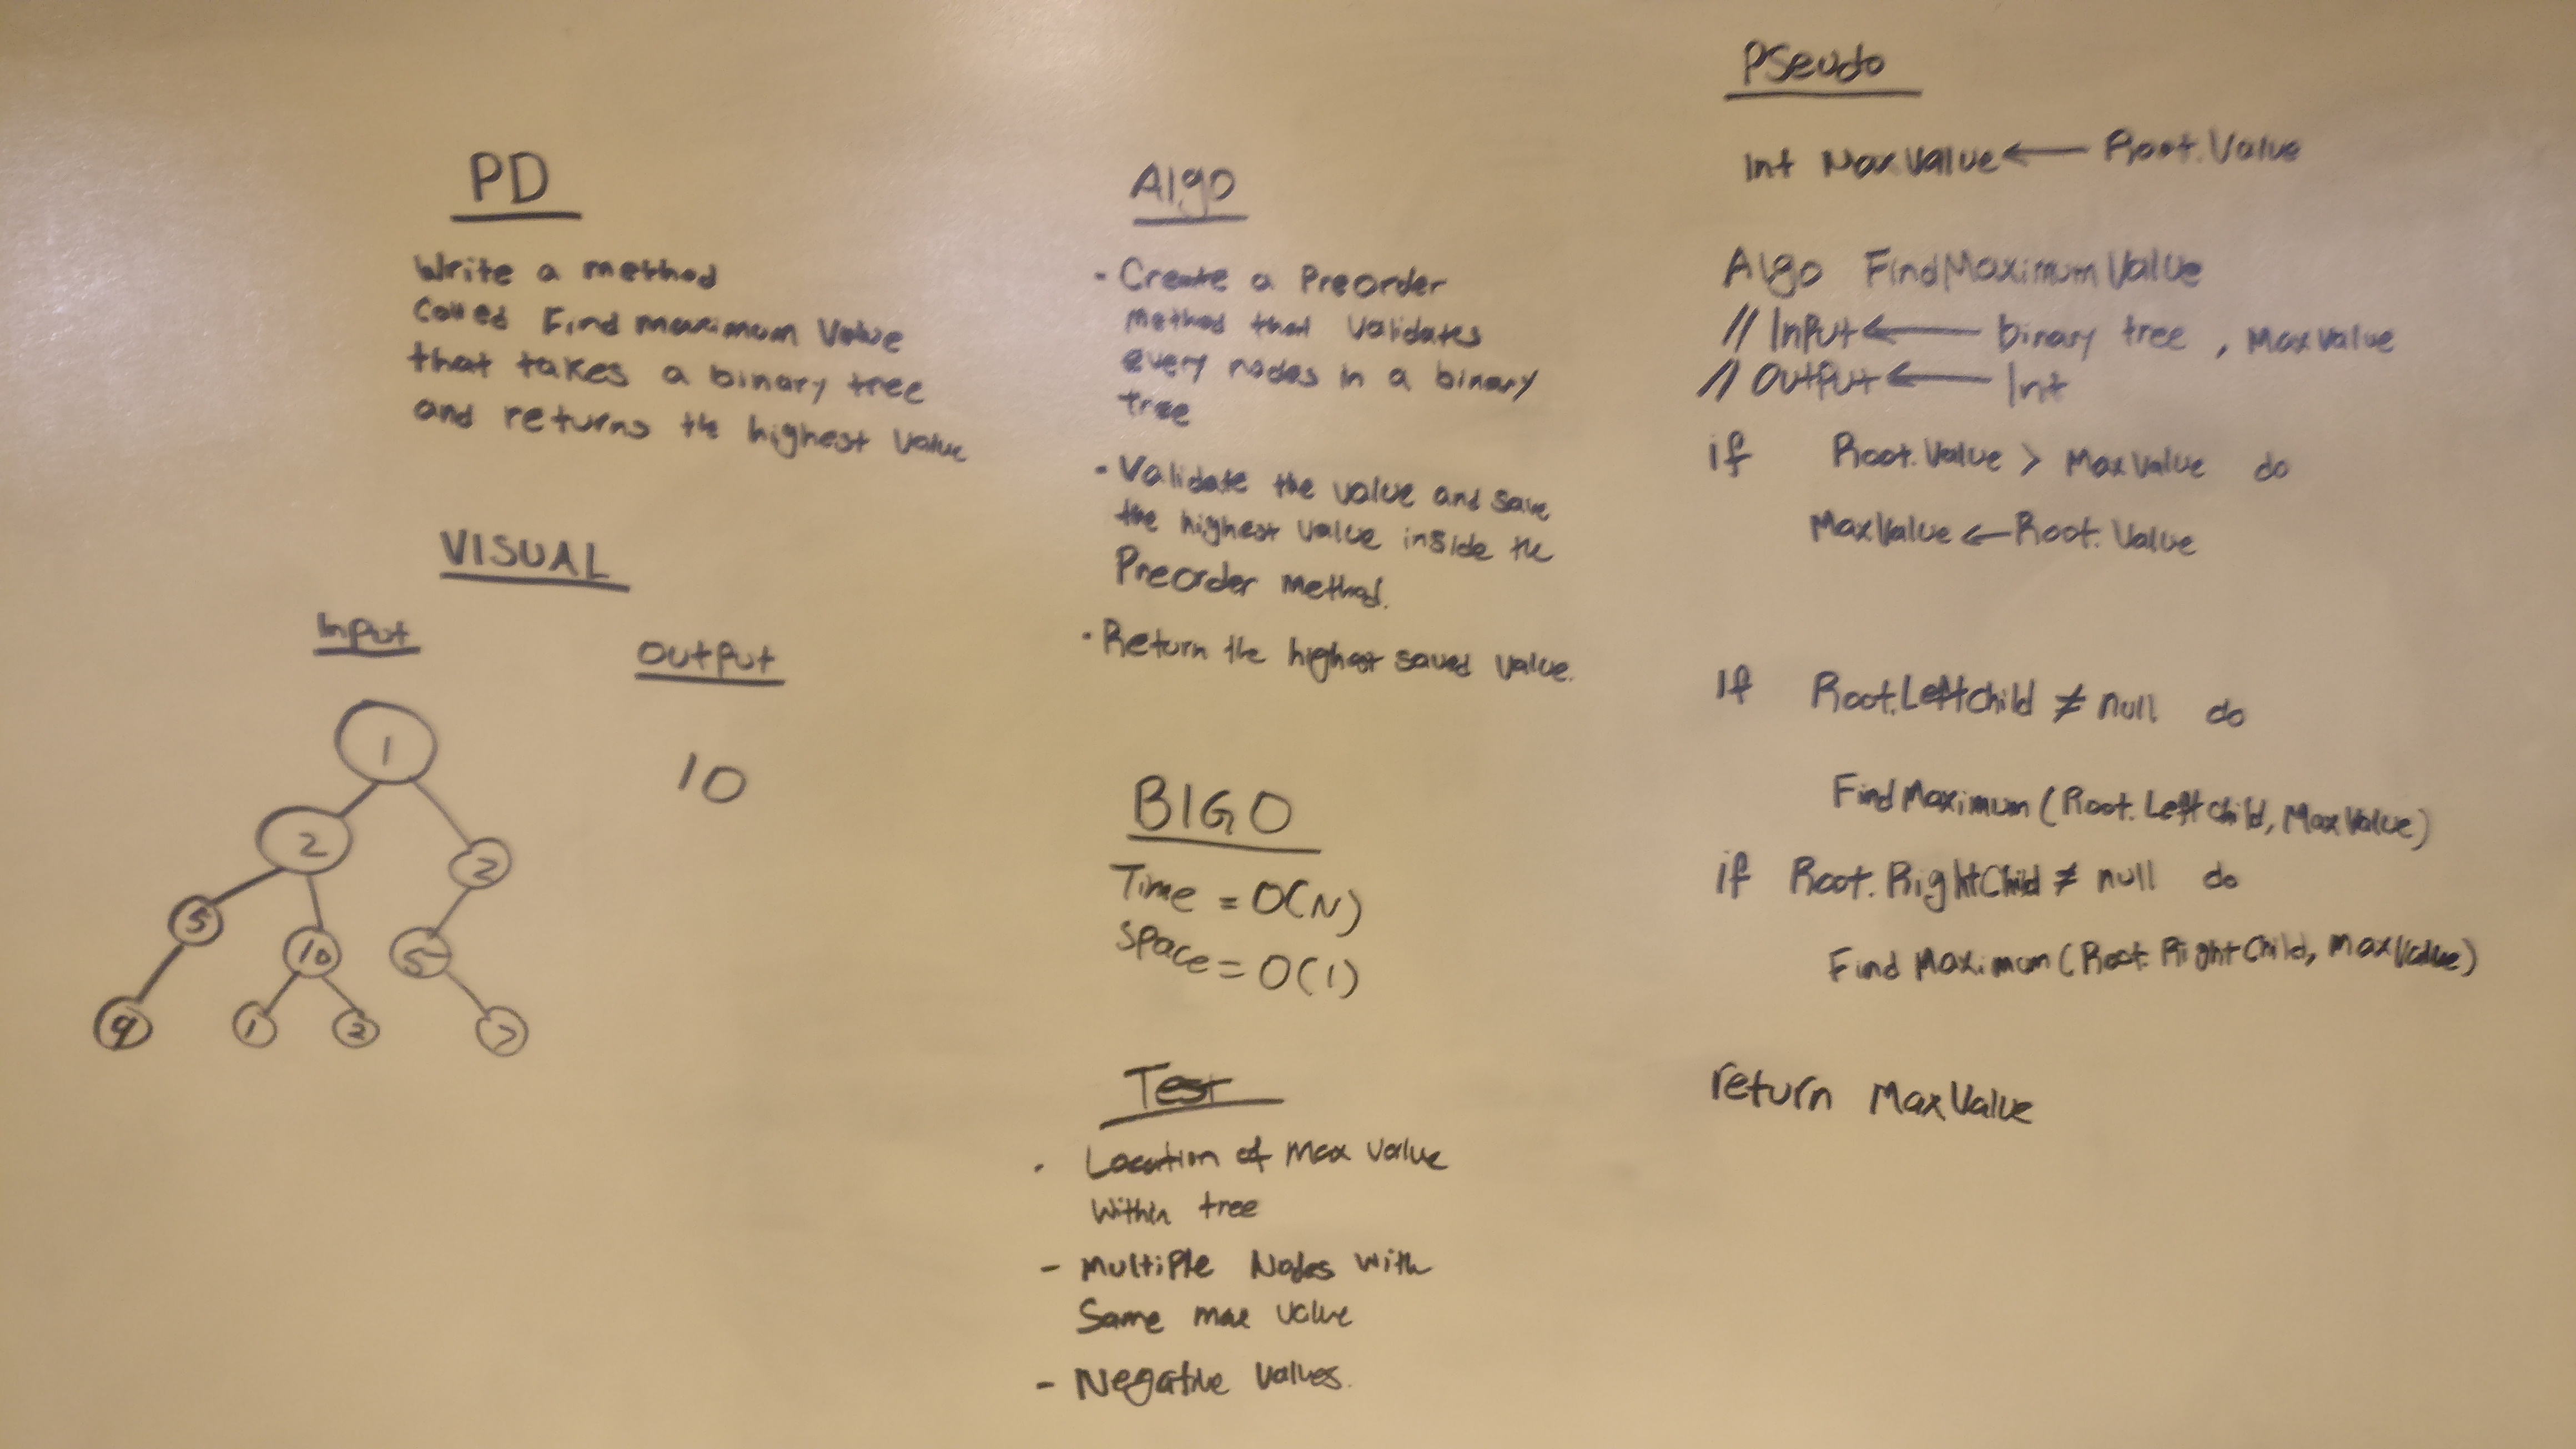 PD
Write a method
Called Find maximum Value
that takes a binary tree
and returns the highest value
VISUAL
Input
Output
1
10
2
2
5
10
5
9
1
2
7
Algo
- Create a Preorder
method that validates
every nodes in a binary
tree
- Validate the value and save
the highest value inside the
Preorder method.
- Return the highest saved value.
BIGO
Time = O(N)
Space = O(1)
Test
- Location of max value
within tree
- Multiple Nodes with
Same max value
- Negative values.
Pseudo
Int MaxValue ← Root.Value
Algo FindMaximumValue
// Input ← binary tree , MaxValue
// Output ← Int
if Root.Value > MaxValue do
MaxValue ← Root.Value
If Root.LeftChild ≠ null do
FindMaximum(Root.LeftChild, MaxValue)
if Root.RightChild ≠ null do
Find Maximum(Root.RightChild, maxValue)
return MaxValue